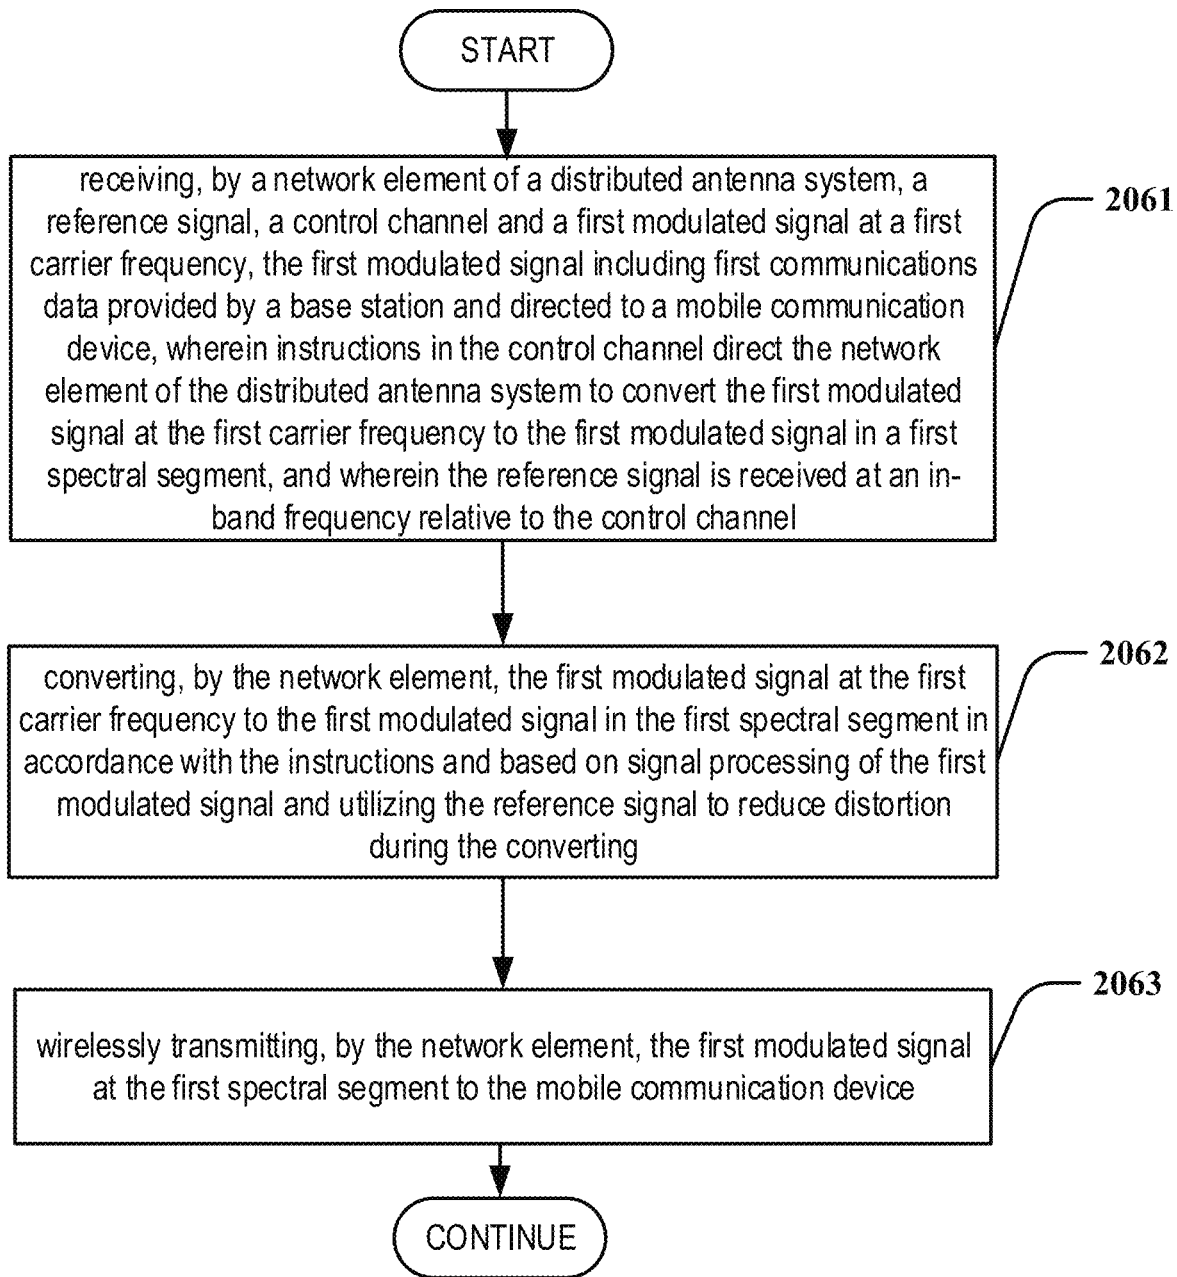 START
receiving, by a network element of a distributed antenna system, a
reference signal, a control channel and a first modulated signal at a first
carrier frequency, the first modulated signal including first communications
data provided by a base station and directed to a mobile communication
device, wherein instructions in the control channel direct the network
element of the distributed antenna system to convert the first modulated
signal at the first carrier frequency to the first modulated signal in a first
spectral segment, and wherein the reference signal is received at an in-
band frequency relative to the control channel
2061
converting, by the network element, the first modulated signal at the first
carrier frequency to the first modulated signal in the first spectral segment in
accordance with the instructions and based on signal processing of the first
modulated signal and utilizing the reference signal to reduce distortion
during the converting
2062
wirelessly transmitting, by the network element, the first modulated signal
at the first spectral segment to the mobile communication device
2063
CONTINUE